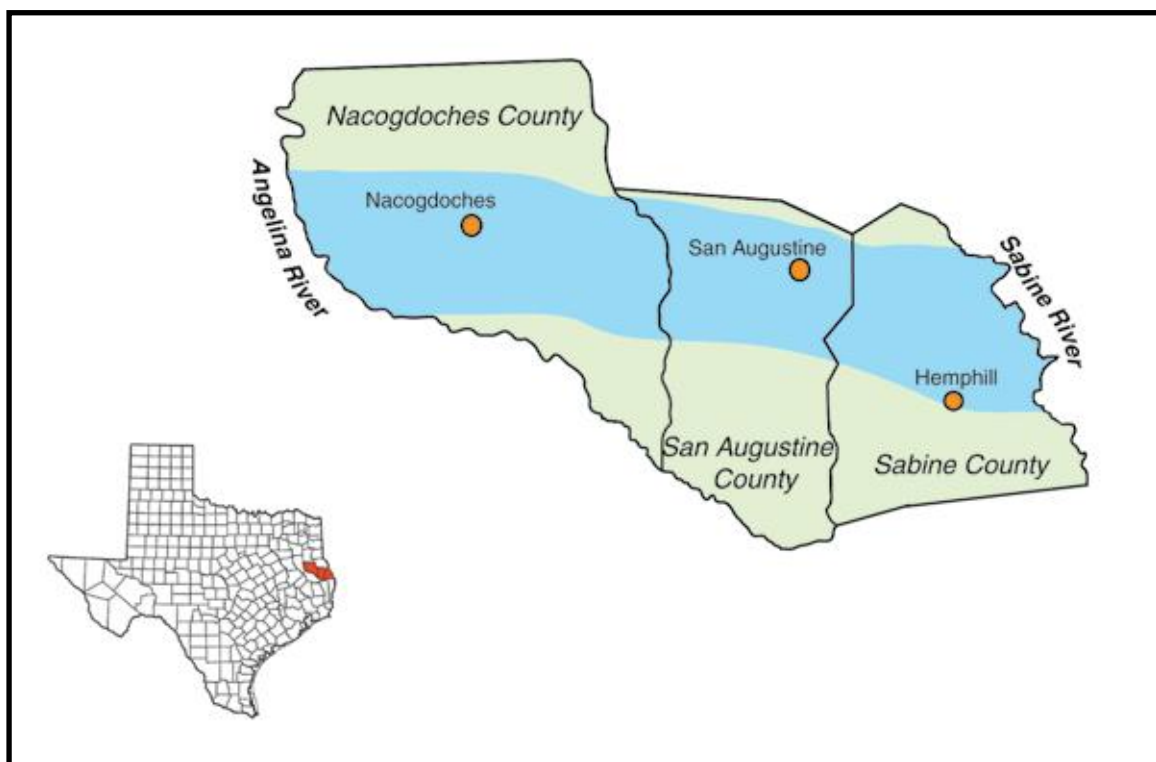 Nacogdoches County
Angelina River
Nacogdoches
San Augustine
Sabine River
Hemphill
San Augustine
County
Sabine County